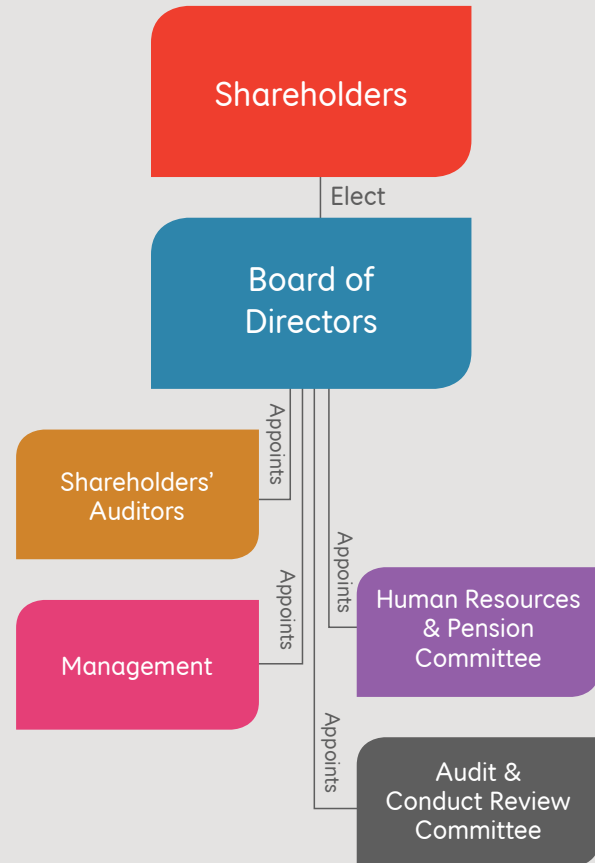 Shareholders
Elect
Board of
Directors
Appoints
Shareholders’
Auditors
Appoints
Human Resources
& Pension
Committee
Appoints
Management
Appoints
Audit &
Conduct Review
Committee